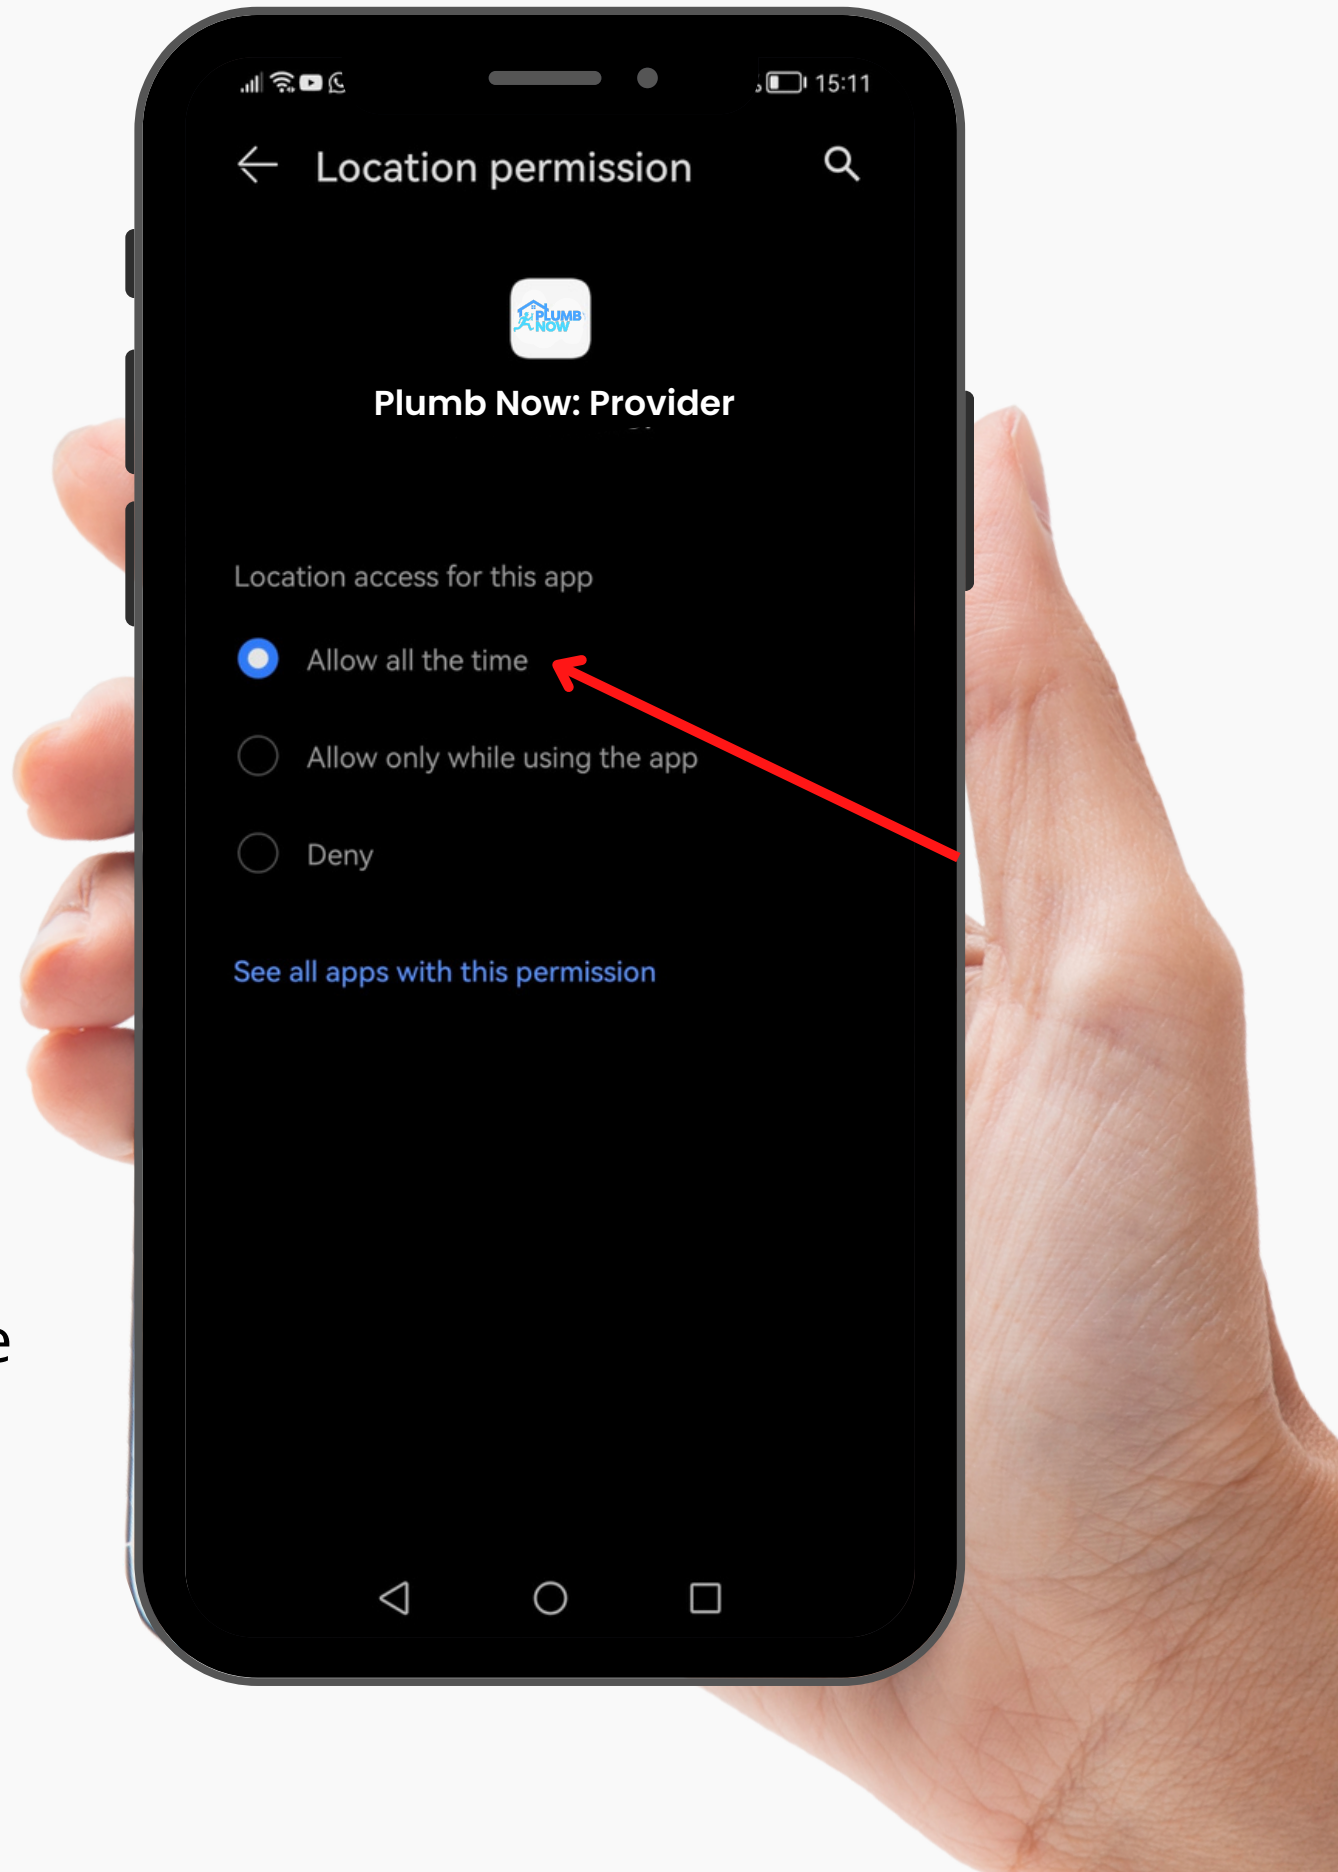 15:11
Location permission
PLUMB
NOW
Plumb Now: Provider
Location access for this app
Allow all the time
Allow only while using the app
Deny
See all apps with this permission
e